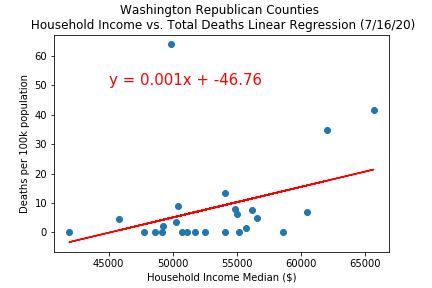 Washington Republican Counties
Household Income vs. Total Deaths Linear Regression (7/16/20)
y = 0.001x + -46.76
Deaths per 100k population
60
50
40
30
20
10
0
45000 50000 55000 60000 65000
Household Income Median ($)